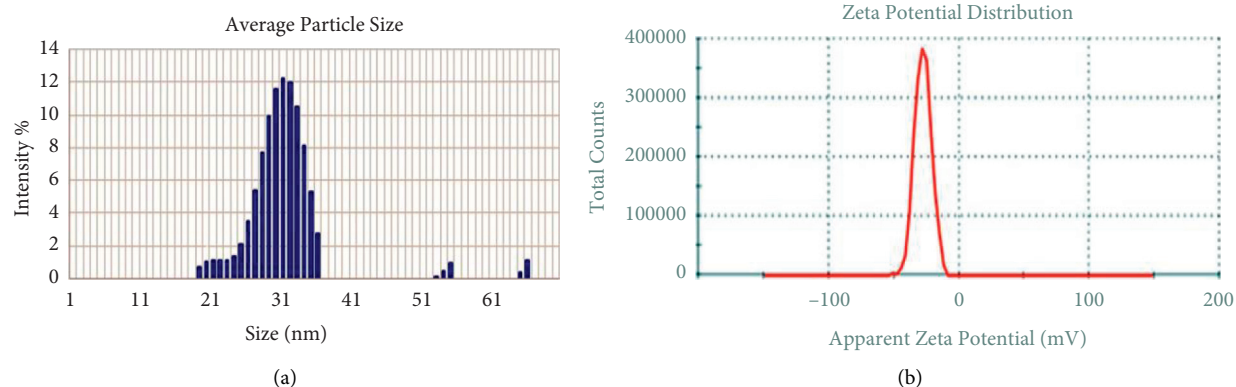 Average Particle Size
Intensity %
14
12
10
8
6
4
2
0
1 11 21 31 41 51 61
Size (nm)
(a)
Zeta Potential Distribution
Total Counts
400000
300000
200000
100000
0
−100 0 100 200
Apparent Zeta Potential (mV)
(b)